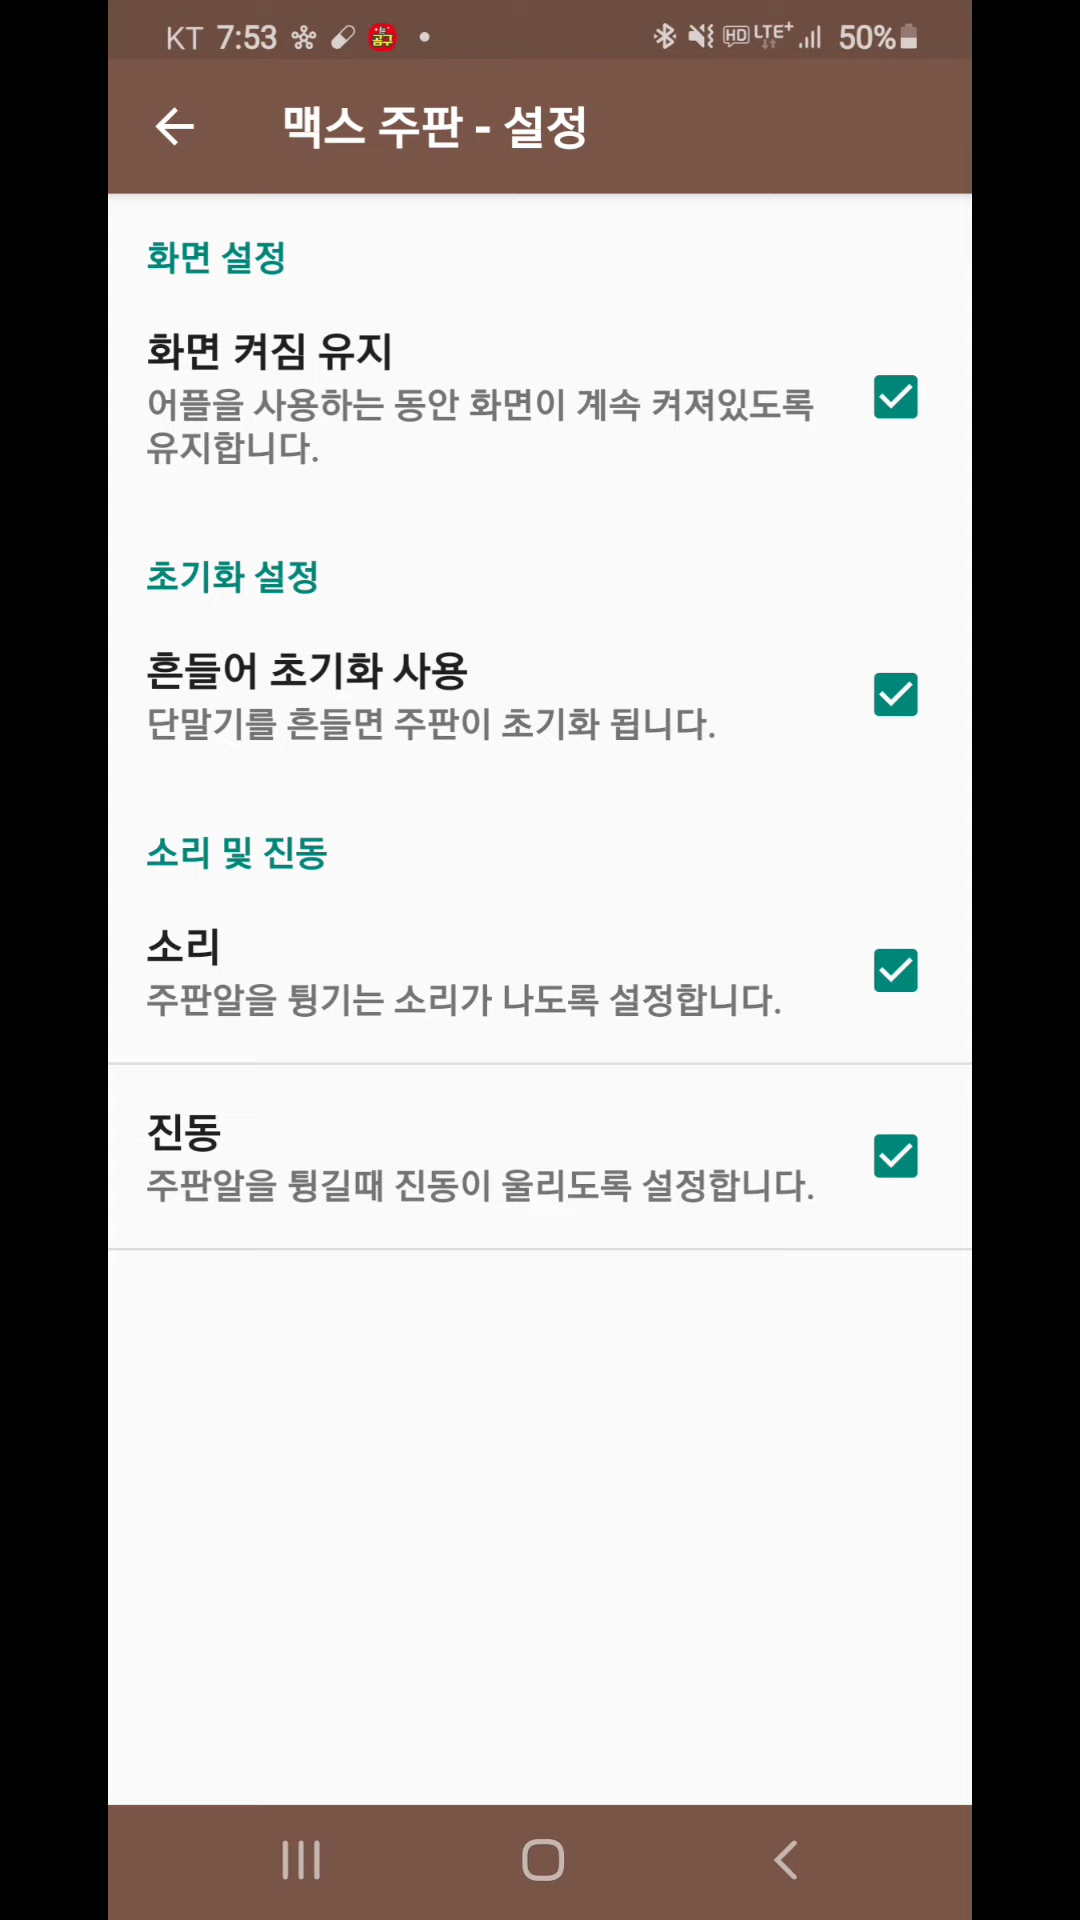 KT 7:53 공구 HD LTE+ 50%
맥스 주판 - 설정
화면 설정
화면 켜짐 유지
어플을 사용하는 동안 화면이 계속 켜져있도록
유지합니다.
초기화 설정
흔들어 초기화 사용
단말기를 흔들면 주판이 초기화 됩니다.
소리 및 진동
소리
주판알을 튕기는 소리가 나도록 설정합니다.
진동
주판알을 튕길때 진동이 울리도록 설정합니다.